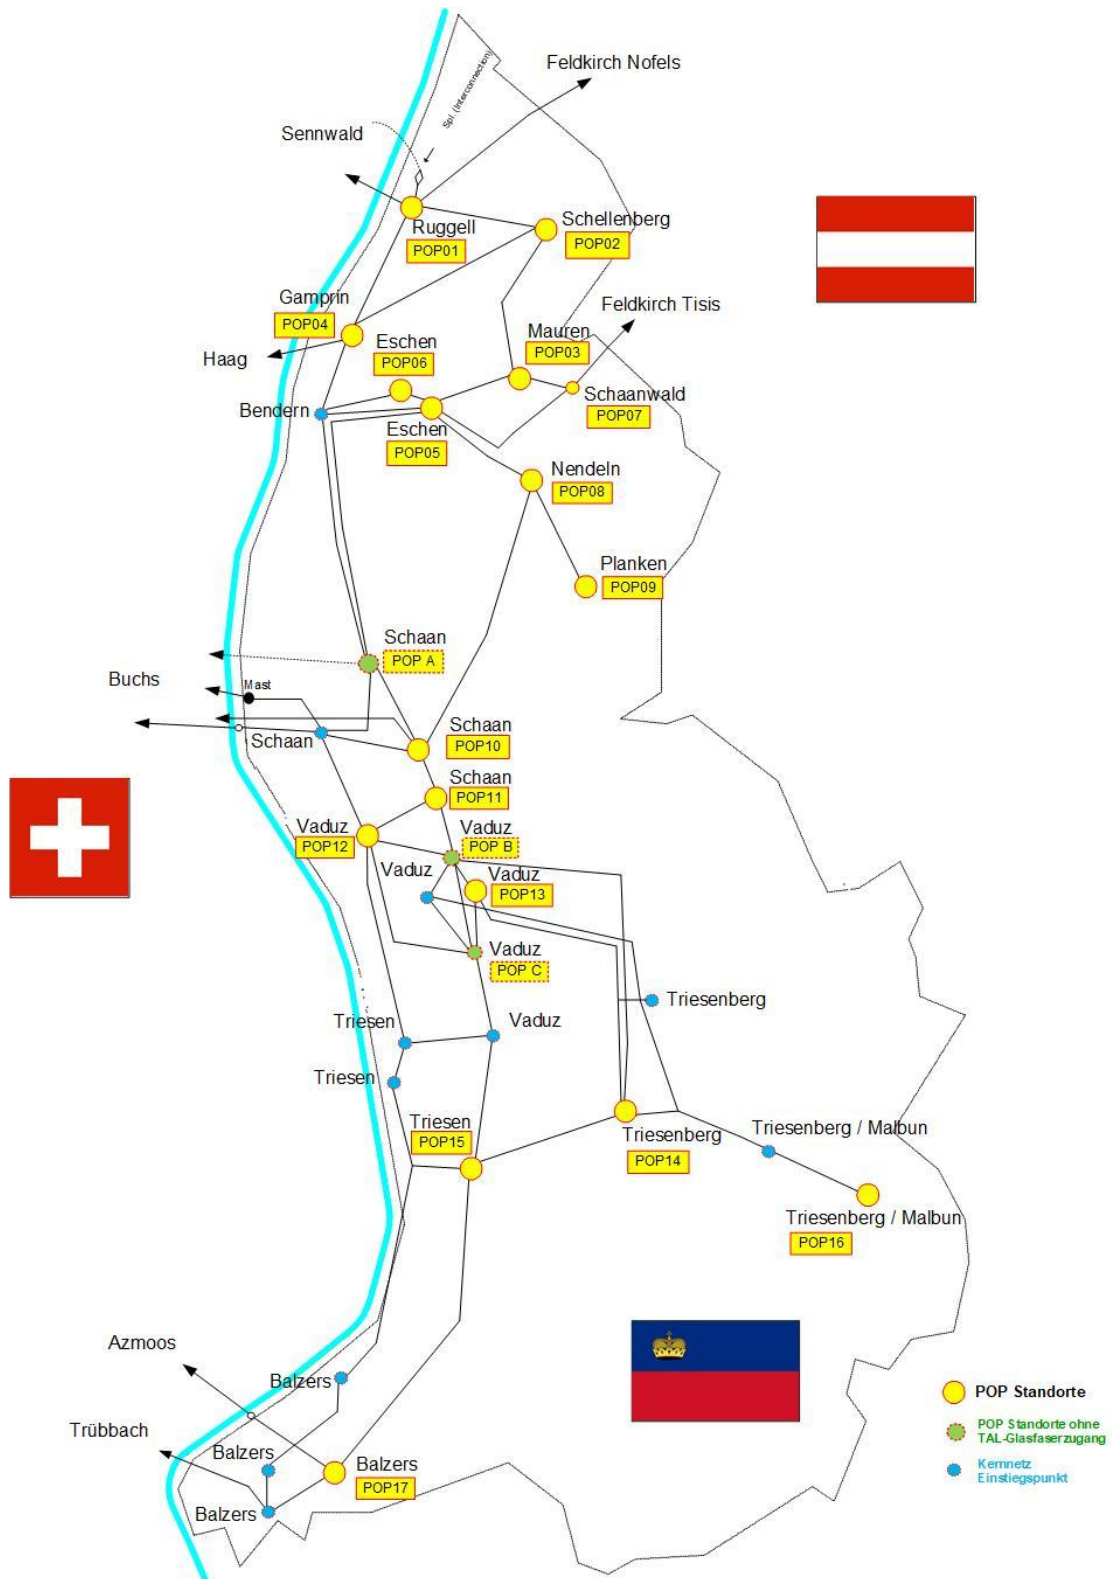 Feldkirch Nofels
Spl. (Interconnection)
Sennwald
Ruggell
POP01
Schellenberg
POP02
Gamprin
POP04
Feldkirch Tisis
Mauren
POP03
Eschen
POP06
Haag
Schaanwald
POP07
Bendern
Eschen
POP05
Nendeln
POP08
Planken
POP09
Schaan
POP A
Buchs
Mast
Schaan
Schaan
POP10
Schaan
POP11
Vaduz
POP12
Vaduz
POP B
Vaduz
Vaduz
POP13
Vaduz
POP C
Triesenberg
Vaduz
Triesen
Triesen
Triesen
POP15
Triesenberg
POP14
Triesenberg / Malbun
Triesenberg / Malbun
POP16
Azmoos
Balzers
Trübbach
Balzers
Balzers
POP17
Balzers
POP Standorte
POP Standorte ohne
TAL-Glasfaserzugang
Kernnetz
Einstiegspunkt